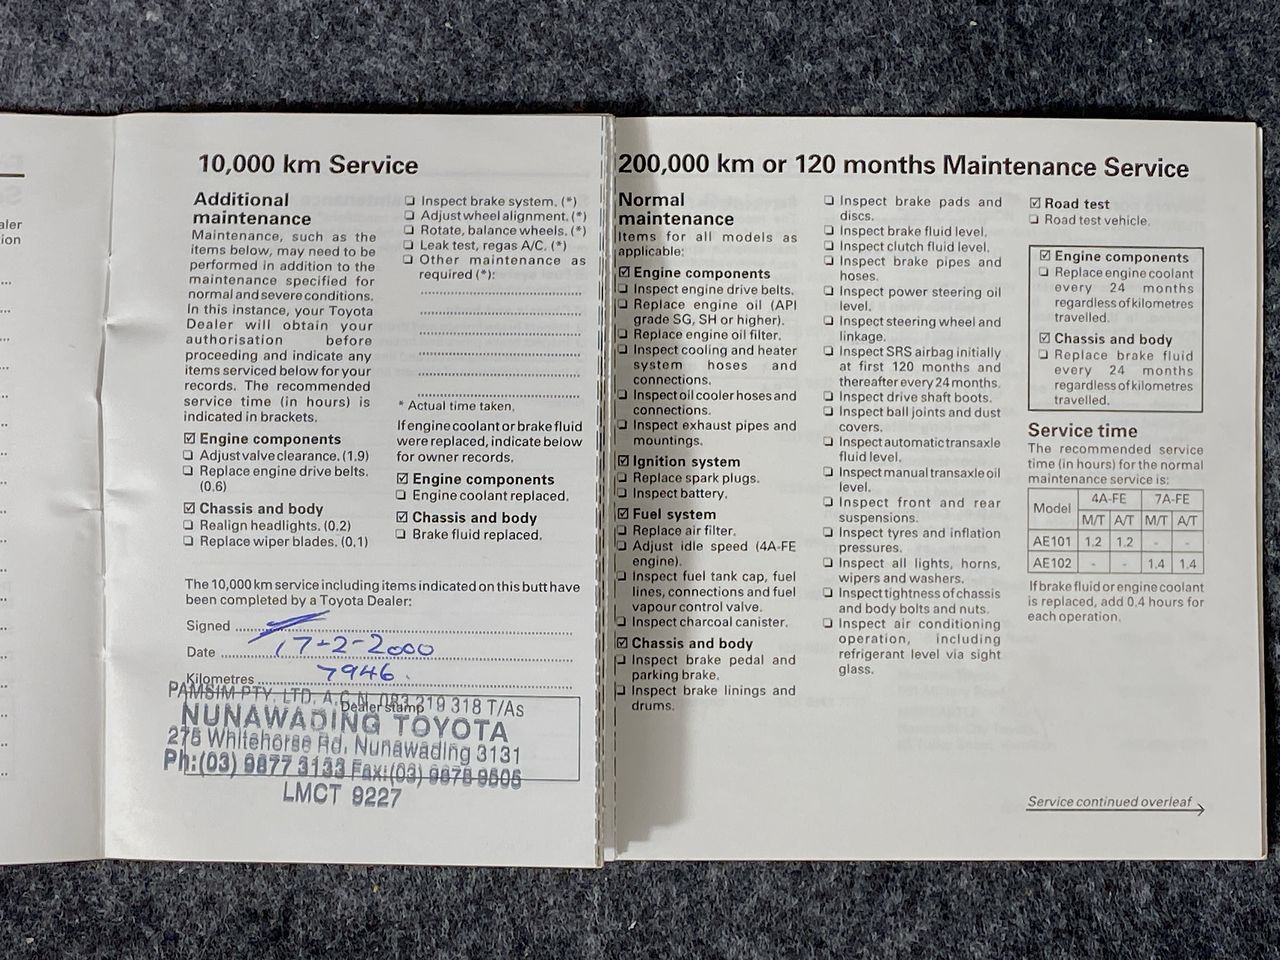 aler
ion
10,000 km Service
Additional
maintenance
Maintenance, such as the
items below, may need to be
performed in addition to the
maintenance specified for
normal and severe conditions.
In this instance, your Toyota
Dealer will obtain your
authorisation before
proceeding and indicate any
items serviced below for your
records. The recommended
service time (in hours) is
indicated in brackets.
☑ Engine components
❏ Adjust valve clearance. (1.9)
❏ Replace engine drive belts.
(0.6)
☑ Chassis and body
❏ Realign headlights. (0.2)
❏ Replace wiper blades. (0.1)
❏ Inspect brake system. (*)
❏ Adjust wheel alignment. (*)
❏ Rotate, balance wheels. (*)
❏ Leak test, regas A/C. (*)
❏ Other maintenance as
required (*):
* Actual time taken.
If engine coolant or brake fluid
were replaced, indicate below
for owner records.
☑ Engine components
❏ Engine coolant replaced.
☑ Chassis and body
❏ Brake fluid replaced.
The 10,000 km service including items indicated on this butt have
been completed by a Toyota Dealer:
Signed
Date 17-2-2000
Kilometres 7946.
Dealer stamp
PAMSIM PTY. LTD. A.C.N. 083 319 318 T/As
NUNAWADING TOYOTA
275 Whitehorse Rd, Nunawading 3131
Ph:(03) 9877 3133 Fax:(03) 9878 9505
LMCT 9227
200,000 km or 120 months Maintenance Service
Normal
maintenance
Items for all models as
applicable:
☑ Engine components
❏ Inspect engine drive belts.
❏ Replace engine oil (API
grade SG, SH or higher).
❏ Replace engine oil filter.
❏ Inspect cooling and heater
system hoses and
connections.
❏ Inspect oil cooler hoses and
connections.
❏ Inspect exhaust pipes and
mountings.
☑ Ignition system
❏ Replace spark plugs.
❏ Inspect battery.
☑ Fuel system
❏ Replace air filter.
❏ Adjust idle speed (4A-FE
engine).
❏ Inspect fuel tank cap, fuel
lines, connections and fuel
vapour control valve.
❏ Inspect charcoal canister.
☑ Chassis and body
❏ Inspect brake pedal and
parking brake.
❏ Inspect brake linings and
drums.
❏ Inspect brake pads and
discs.
❏ Inspect brake fluid level.
❏ Inspect clutch fluid level.
❏ Inspect brake pipes and
hoses.
❏ Inspect power steering oil
level.
❏ Inspect steering wheel and
linkage.
❏ Inspect SRS airbag initially
at first 120 months and
thereafter every 24 months.
❏ Inspect drive shaft boots.
❏ Inspect ball joints and dust
covers.
❏ Inspect automatic transaxle
fluid level.
❏ Inspect manual transaxle oil
level.
❏ Inspect front and rear
suspensions.
❏ Inspect tyres and inflation
pressures.
❏ Inspect all lights, horns,
wipers and washers.
❏ Inspect tightness of chassis
and body bolts and nuts.
❏ Inspect air conditioning
operation, including
refrigerant level via sight
glass.
☑ Road test
❏ Road test vehicle.
☑ Engine components
❏ Replace engine coolant
every 24 months
regardless of kilometres
travelled.
☑ Chassis and body
❏ Replace brake fluid
every 24 months
regardless of kilometres
travelled.
Service time
The recommended service
time (in hours) for the normal
maintenance service is:
Model 4A-FE 7A-FE
M/T A/T M/T A/T
AE101 1.2 1.2 - -
AE102 - - 1.4 1.4
If brake fluid or engine coolant
is replaced, add 0.4 hours for
each operation.
Service continued overleaf